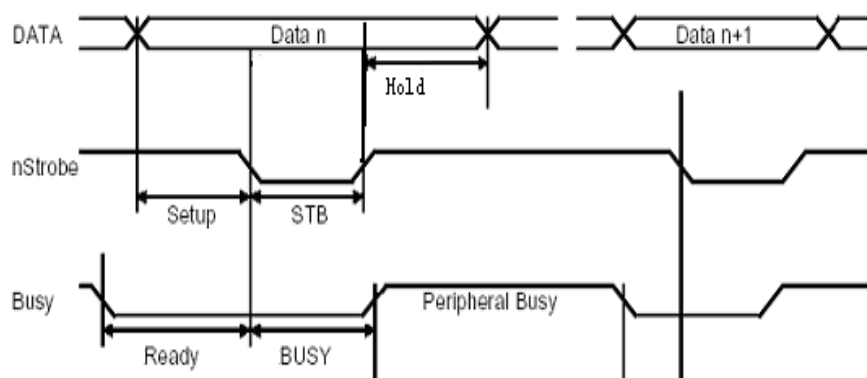 DATA Data n Data n+1
Hold
nStrobe
Setup STB
Busy Peripheral Busy
Ready BUSY